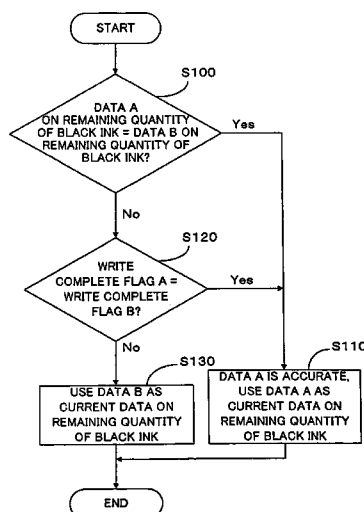 START
S100
DATA A
ON REMAINING QUANTITY
OF BLACK INK = DATA B ON
REMAINING QUANTITY OF
BLACK INK?
Yes
No
S120
WRITE
COMPLETE FLAG A =
WRITE COMPLETE
FLAG B?
Yes
No
S130
USE DATA B AS
CURRENT DATA ON
REMAINING QUANTITY
OF BLACK INK
S110
DATA A IS ACCURATE,
USE DATA A AS
CURRENT DATA ON
REMAINING QUANTITY
OF BLACK INK
END